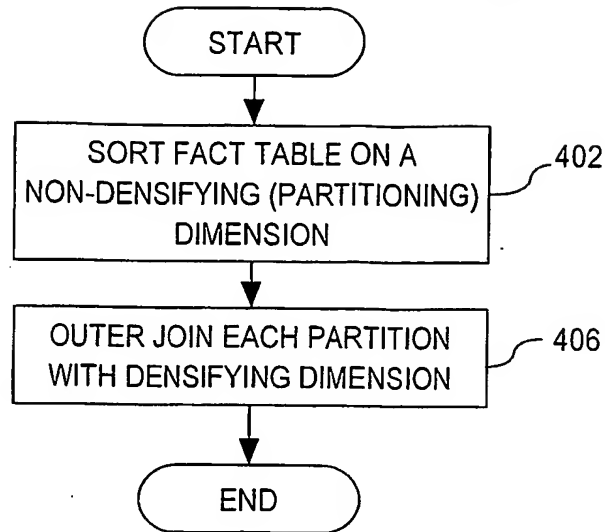 START
SORT FACT TABLE ON A
NON-DENSIFYING (PARTITIONING)
DIMENSION
402
OUTER JOIN EACH PARTITION
WITH DENSIFYING DIMENSION
406
END